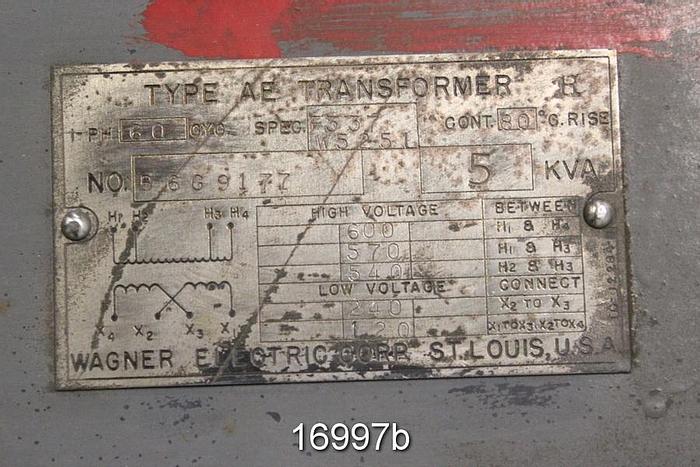 TYPE AE TRANSFORMER H
1-PH 60 CYC. SPEC. CONT. 80 °C. RISE
W525L
NO. B6G9177 5 KVA
H1 H2 H3 H4
HIGH VOLTAGE BETWEEN
600 H1 & H4
570 H1 & H3
540 H2 & H3
LOW VOLTAGE CONNECT
240 X2 TO X3
120 X1 TO X3, X2 TO X4
X4 X2 X3 X1
WAGNER ELECTRIC CORP. ST. LOUIS, U.S.A.
16997b